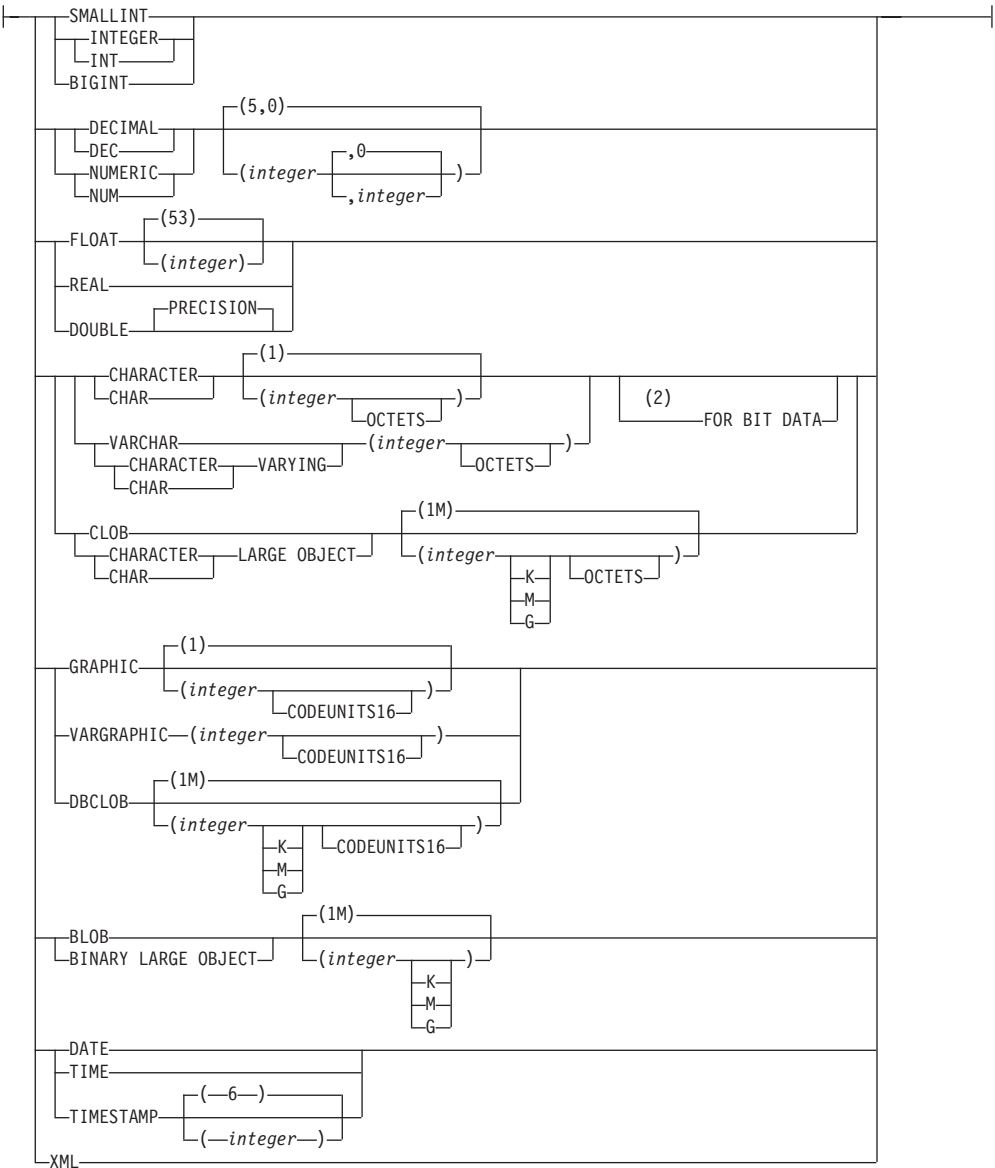 SMALLINT
INTEGER
INT
BIGINT
(5,0)
DECIMAL
DEC
,0
NUMERIC
(integer )
NUM
,integer
(53)
FLOAT
(integer)
REAL
PRECISION
DOUBLE
(1)
CHARACTER
CHAR
(integer )
OCTETS
(2)
FOR BIT DATA
VARCHAR
(integer )
CHARACTER VARYING
OCTETS
CHAR
(1M)
CLOB
CHARACTER LARGE OBJECT
(integer )
CHAR
K
OCTETS
M
G
(1)
GRAPHIC
(integer )
CODEUNITS16
VARGRAPHIC (integer )
CODEUNITS16
(1M)
DBCLOB
(integer )
K
CODEUNITS16
M
G
(1M)
BLOB
BINARY LARGE OBJECT
(integer )
K
M
G
DATE
TIME
( 6 )
TIMESTAMP
( integer )
XML